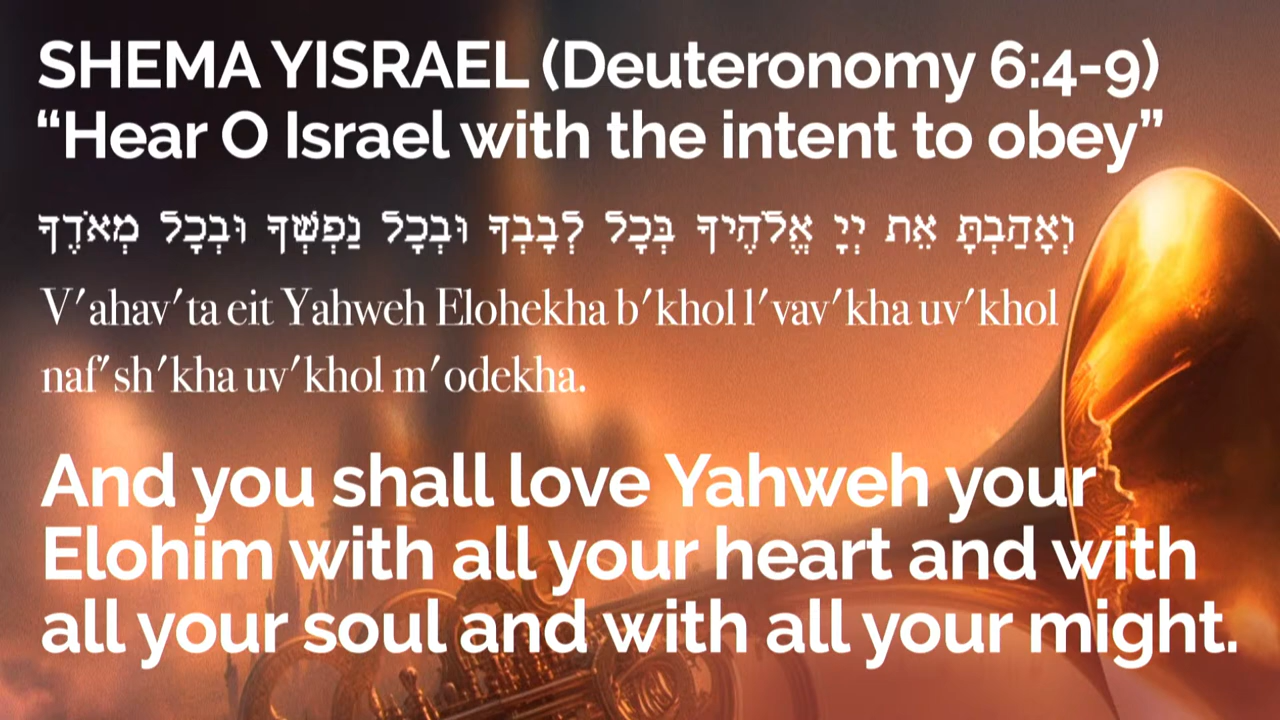 SHEMA YISRAEL (Deuteronomy 6:4-9)
“Hear O Israel with the intent to obey”
וְאָהַבְתָּ אֵת יְיָ אֱלֹהֶיךָ בְּכָל לְבָבְךָ וּבְכָל נַפְשְׁךָ וּבְכָל מְאֹדֶךָ
V′ahav′ta eit Yahweh Elohekha b′khol l′vav′kha uv′khol
naf′sh′kha uv′khol m′odekha.
And you shall love Yahweh your
Elohim with all your heart and with
all your soul and with all your might.